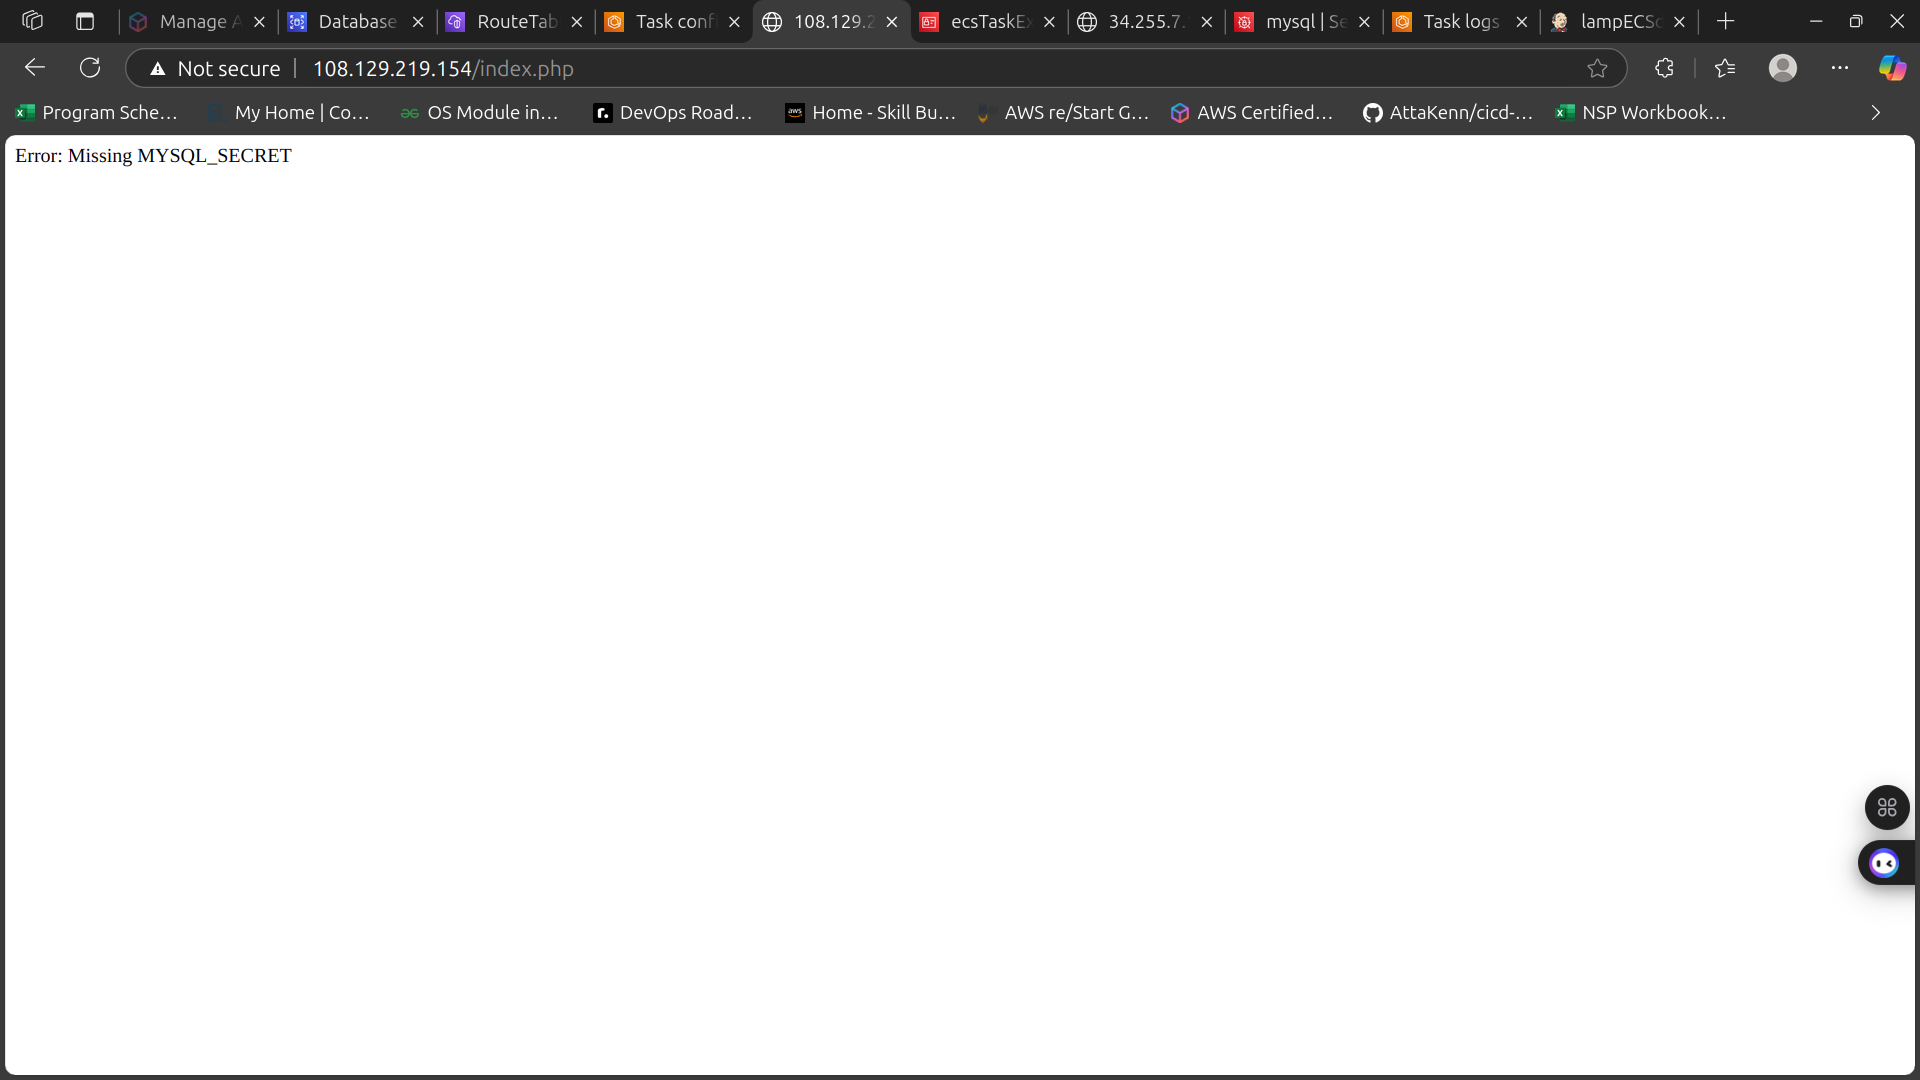 Manage A
Database
RouteTab
Task conf
108.129.2
ecsTaskEx
34.255.7.
mysql | Se
Task logs
lampECSc
Not secure
108.129.219.154/index.php
Program Sche...
My Home | Co...
OS Module in...
DevOps Road...
aws
Home - Skill Bu...
AWS re/Start G...
AWS Certified...
AttaKenn/cicd-...
NSP Workbook...
Error: Missing MYSQL_SECRET